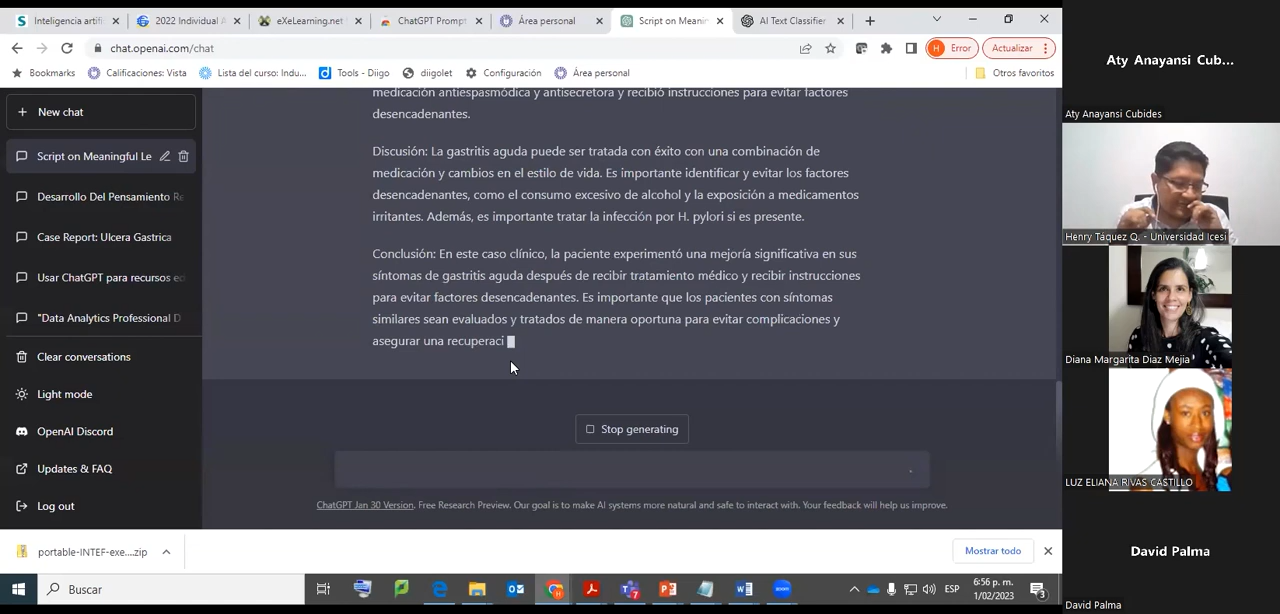 Inteligencia artifi
2022 Individual A
eXeLearning.net
ChatGPT Prompt
Área personal
Script on Meanin
AI Text Classifier
chat.openai.com/chat
H Error
Actualizar
Bookmarks
Calificaciones: Vista
Lista del curso: Indu...
Tools - Diigo
diigolet
Configuración
Área personal
Otros favoritos
New chat
Script on Meaningful Le
Desarrollo Del Pensamiento Re
Case Report: Ulcera Gastrica
Usar ChatGPT para recursos ed
"Data Analytics Professional D
Clear conversations
Light mode
OpenAI Discord
Updates & FAQ
Log out
medicación antiespasmódica y antisecretora y recibió instrucciones para evitar factores
desencadenantes.
Discusión: La gastritis aguda puede ser tratada con éxito con una combinación de
medicación y cambios en el estilo de vida. Es importante identificar y evitar los factores
desencadenantes, como el consumo excesivo de alcohol y la exposición a medicamentos
irritantes. Además, es importante tratar la infección por H. pylori si es presente.
Conclusión: En este caso clínico, la paciente experimentó una mejoría significativa en sus
síntomas de gastritis aguda después de recibir tratamiento médico y recibir instrucciones
para evitar factores desencadenantes. Es importante que los pacientes con síntomas
similares sean evaluados y tratados de manera oportuna para evitar complicaciones y
asegurar una recuperaci
Stop generating
ChatGPT Jan 30 Version. Free Research Preview. Our goal is to make AI systems more natural and safe to interact with. Your feedback will help us improve.
portable-INTEF-exe....zip
Mostrar todo
Buscar
ESP
6:56 p. m.
1/02/2023
3
Aty Anayansi Cub...
Aty Anayansi Cubides
Henry Táquez Q. - Universidad Icesi
Diana Margarita Diaz Mejia
LUZ ELIANA RIVAS CASTILLO
David Palma
David Palma